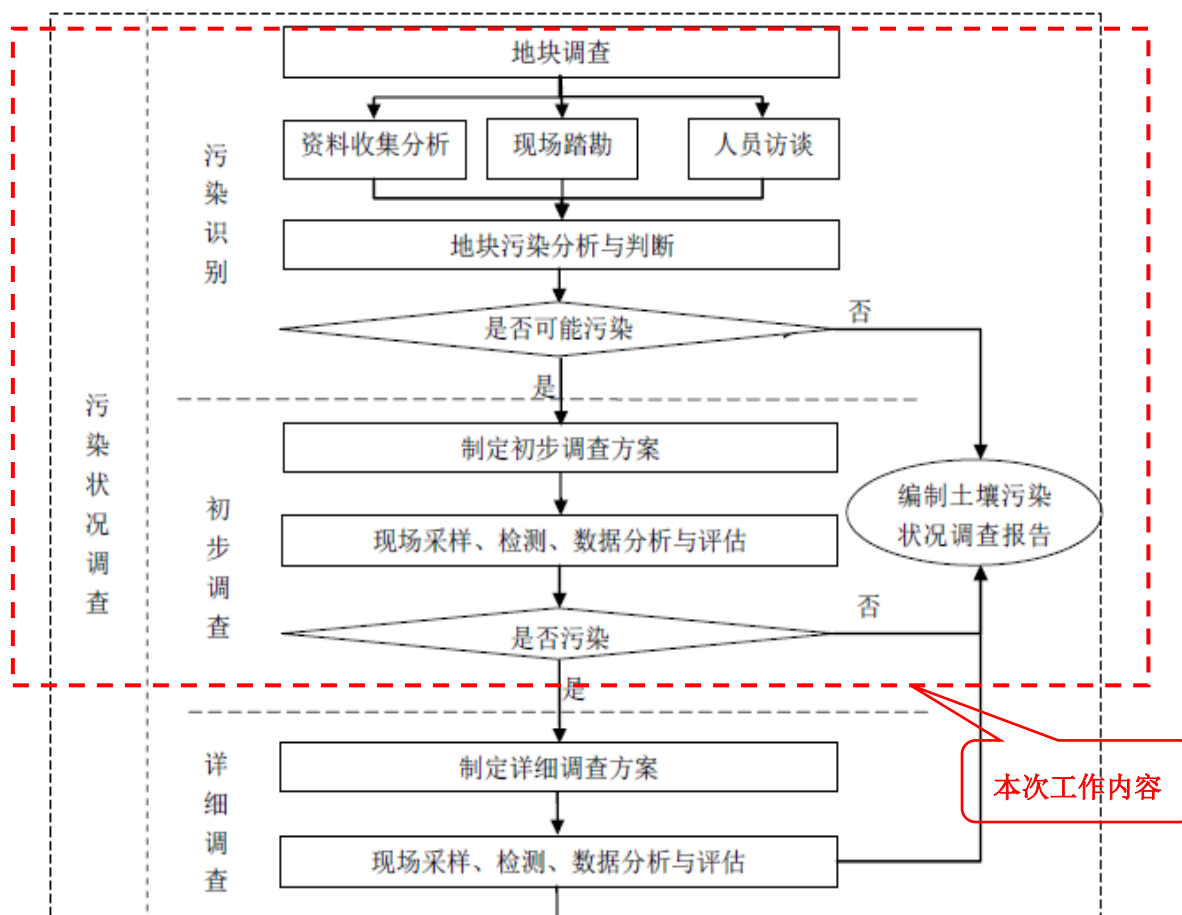 地块调查
资料收集分析
现场踏勘
人员访谈
污染识别
地块污染分析与判断
是否可能污染
否
是
污染状况调查
制定初步调查方案
编制土壤污染
状况调查报告
初步调查
现场采样、检测、数据分析与评估
是否污染
否
是
详细调查
制定详细调查方案
本次工作内容
现场采样、检测、数据分析与评估